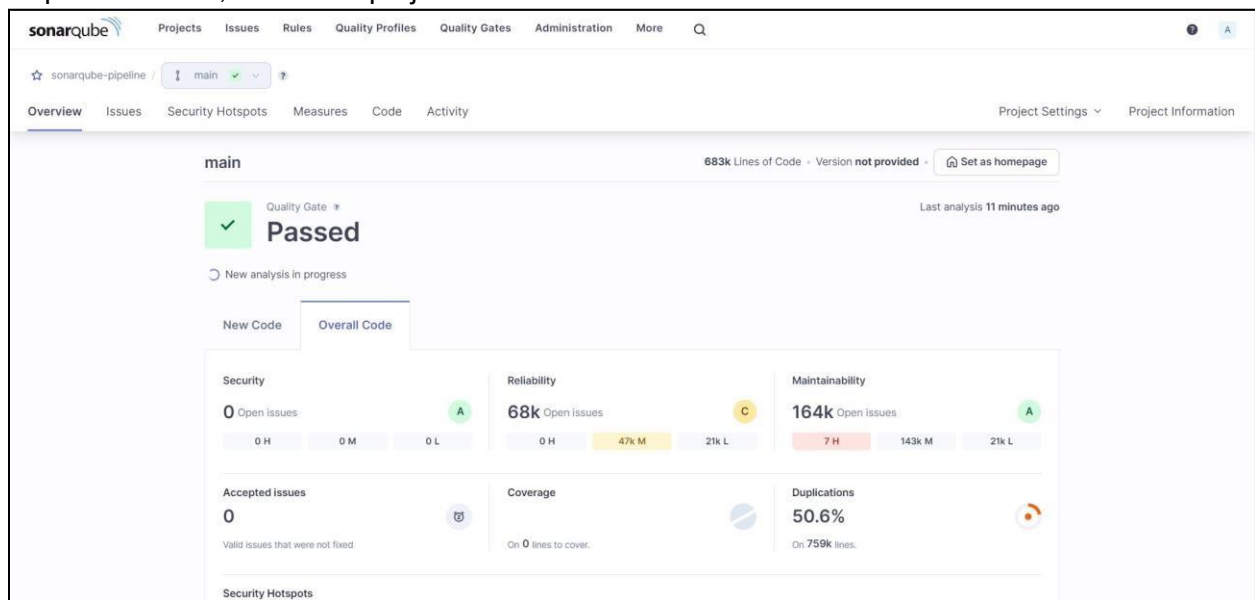 sonarqube Projects Issues Rules Quality Profiles Quality Gates Administration More ? A
sonarqube-pipeline / main ?
Overview Issues Security Hotspots Measures Code Activity Project Settings Project Information
main 683k Lines of Code • Version not provided • Set as homepage
Quality Gate ? Last analysis 11 minutes ago
Passed
New analysis in progress
New Code Overall Code
Security Reliability Maintainability
0 Open issues A 68k Open issues C 164k Open issues A
0 H 0 M 0 L 0 H 47k M 21k L 7 H 143k M 21k L
Accepted issues Coverage Duplications
0 50.6%
Valid issues that were not fixed On 0 lines to cover. On 759k lines.
Security Hotspots